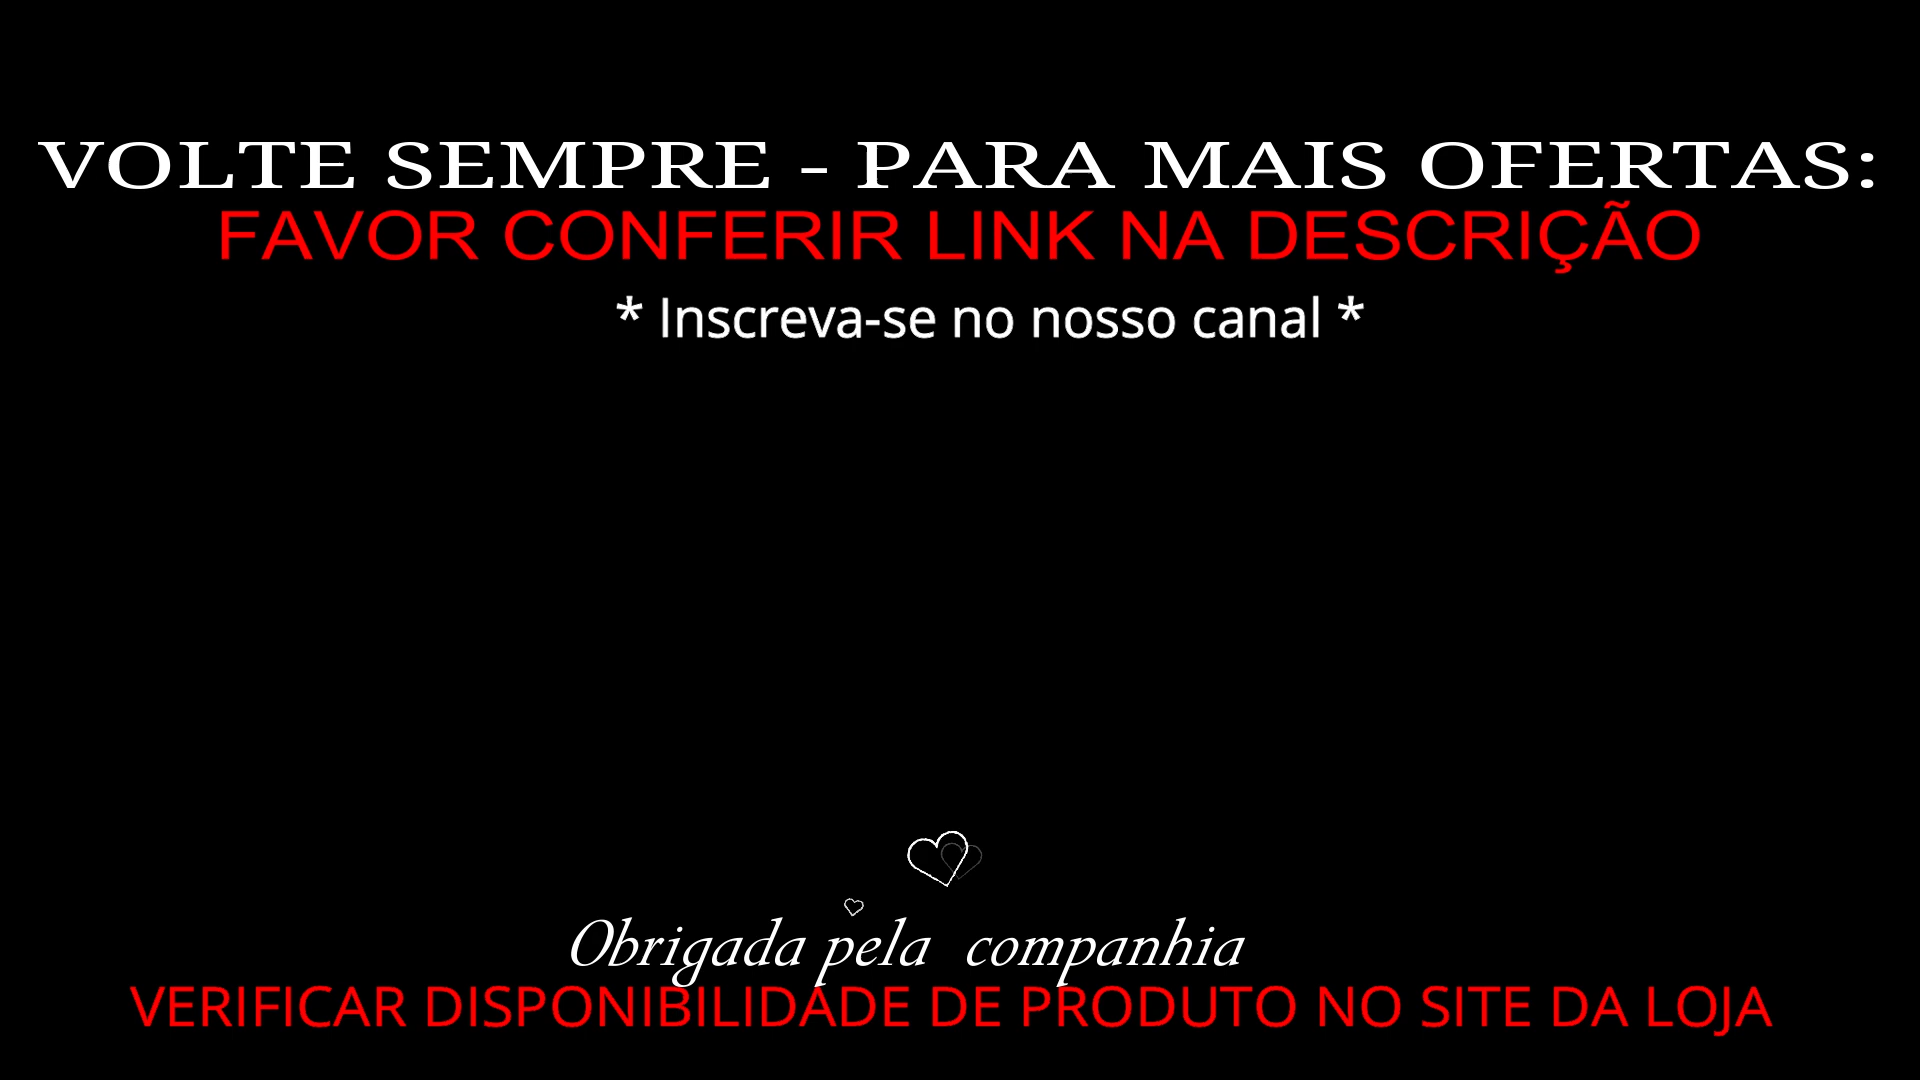 VOLTE SEMPRE - PARA MAIS OFERTAS:
FAVOR CONFERIR LINK NA DESCRIÇÃO
* Inscreva-se no nosso canal *
Obrigada pela companhia
VERIFICAR DISPONIBILIDADE DE PRODUTO NO SITE DA LOJA